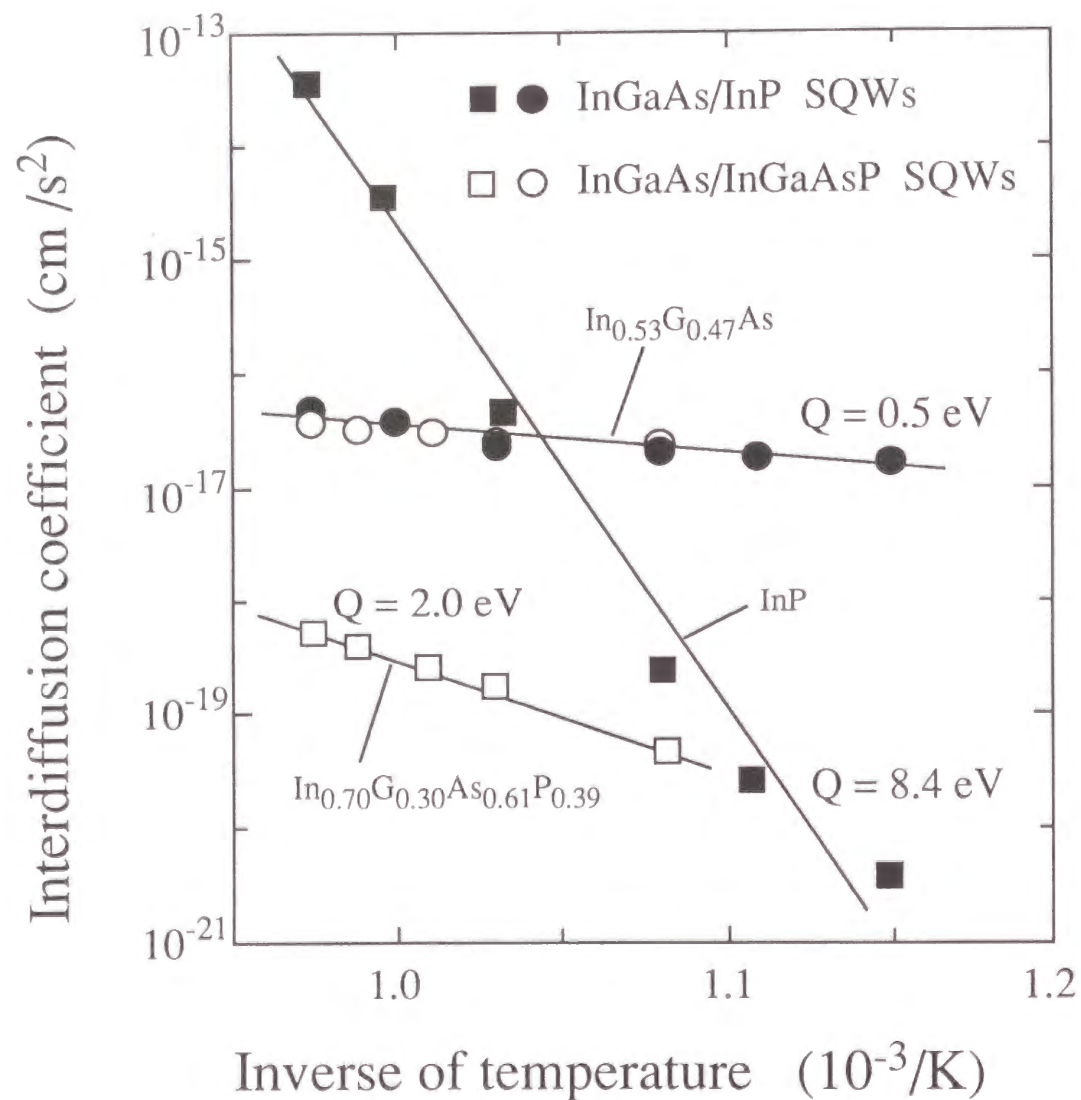 10-13
10-15
10-17
10-19
10-21
Interdiffusion coefficient (cm /s2)
InGaAs/InP SQWs
InGaAs/InGaAsP SQWs
In0.53G0.47As
Q = 0.5 eV
Q = 2.0 eV
InP
In0.70G0.30As0.61P0.39
Q = 8.4 eV
1.0 1.1 1.2
Inverse of temperature (10-3/K)